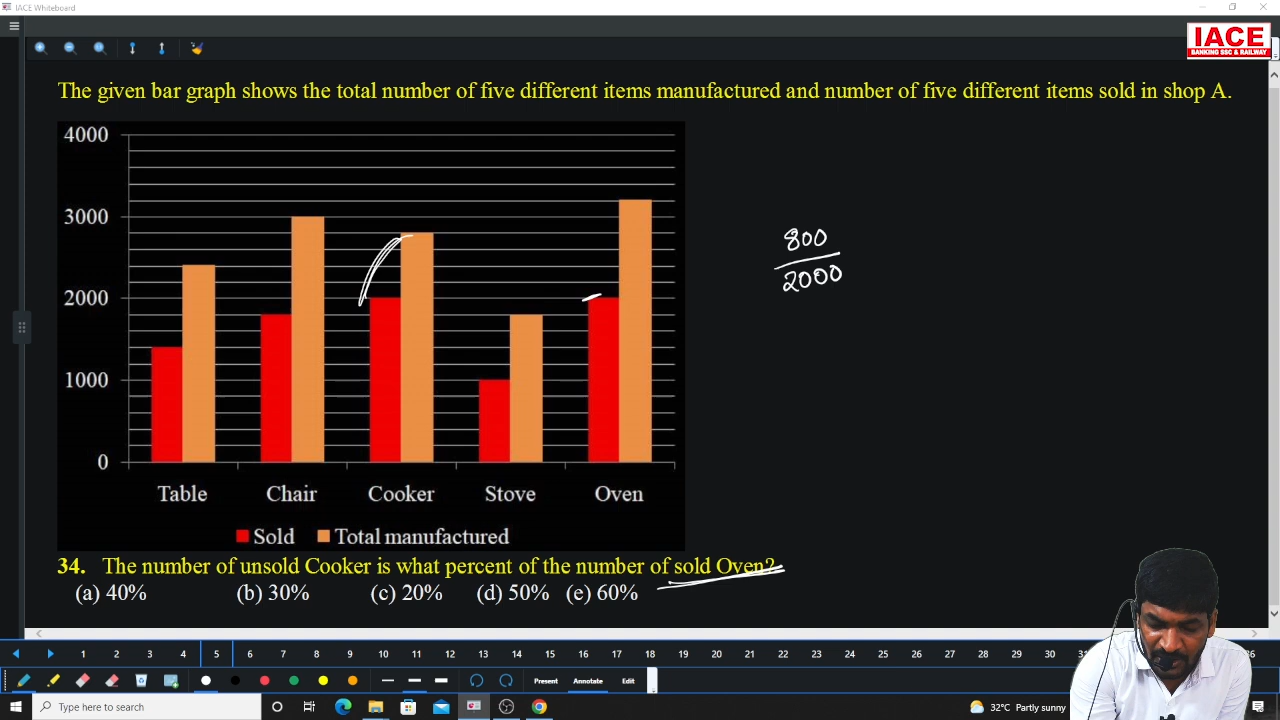 IACE Whiteboard
IACE
BANKING SSC & RAILWAY
The given bar graph shows the total number of five different items manufactured and number of five different items sold in shop A.
4000
3000
2000
1000
0
Table Chair Cooker Stove Oven
Sold Total manufactured
800
2000
34. The number of unsold Cooker is what percent of the number of sold Oven?
(a) 40% (b) 30% (c) 20% (d) 50% (e) 60%
1 2 3 4 5 6 7 8 9 10 11 12 13 14 15 16 17 18 19 20 21 22 23 24 25 26 27 28 29 30 36
Present Annotate Edit
Type here to search
32°C Partly sunny